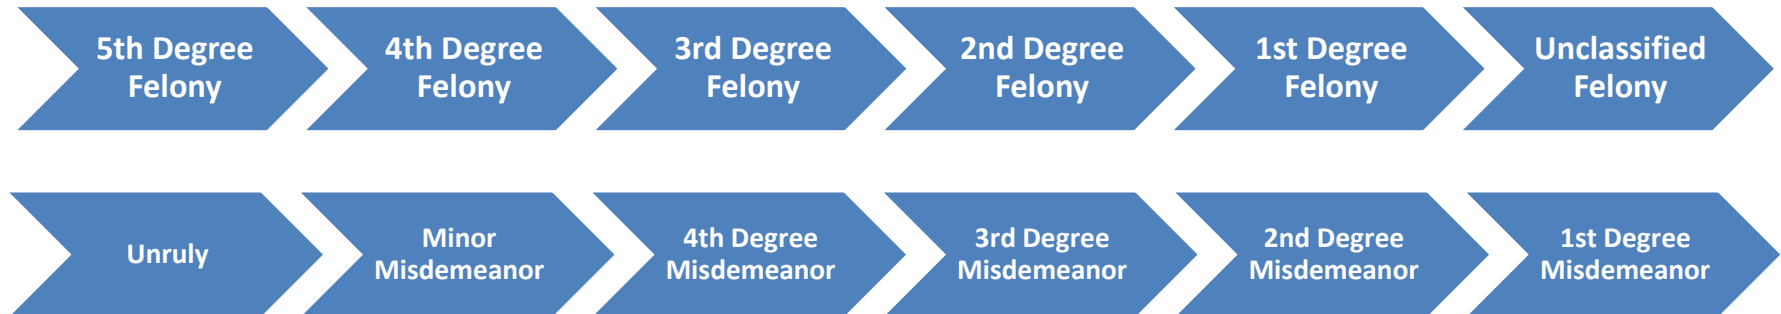 5th Degree
Felony
4th Degree
Felony
3rd Degree
Felony
2nd Degree
Felony
1st Degree
Felony
Unclassified
Felony
Unruly
Minor
Misdemeanor
4th Degree
Misdemeanor
3rd Degree
Misdemeanor
2nd Degree
Misdemeanor
1st Degree
Misdemeanor